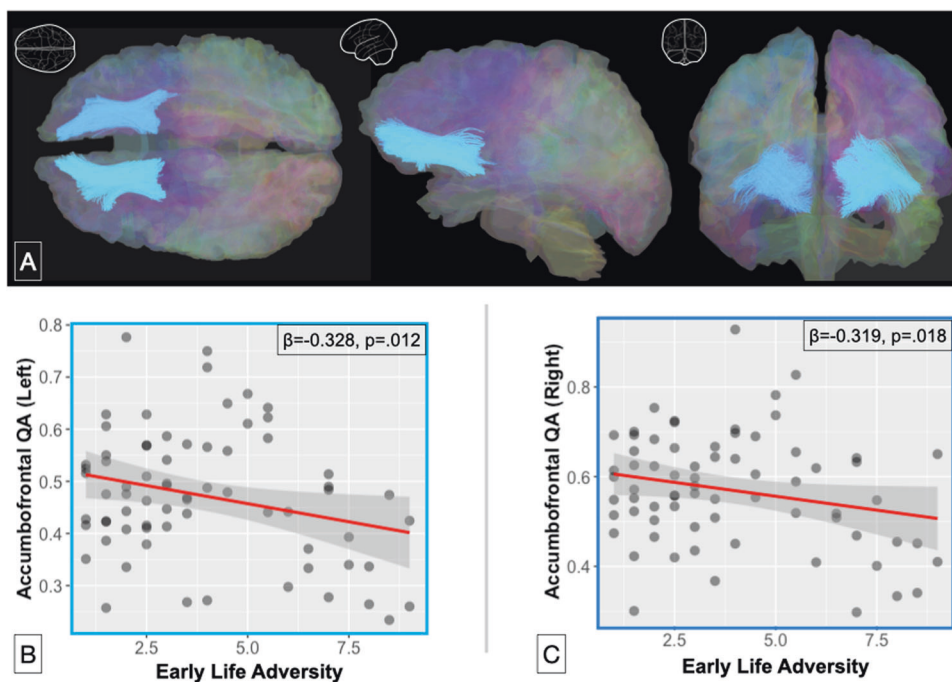 A
β=-0.328, p=.012
Accumbofrontal QA (Left)
0.8
0.7
0.6
0.5
0.4
0.3
2.5
5.0
7.5
Early Life Adversity
B
β=-0.319, p=.018
Accumbofrontal QA (Right)
0.8
0.6
0.4
2.5
5.0
7.5
Early Life Adversity
C